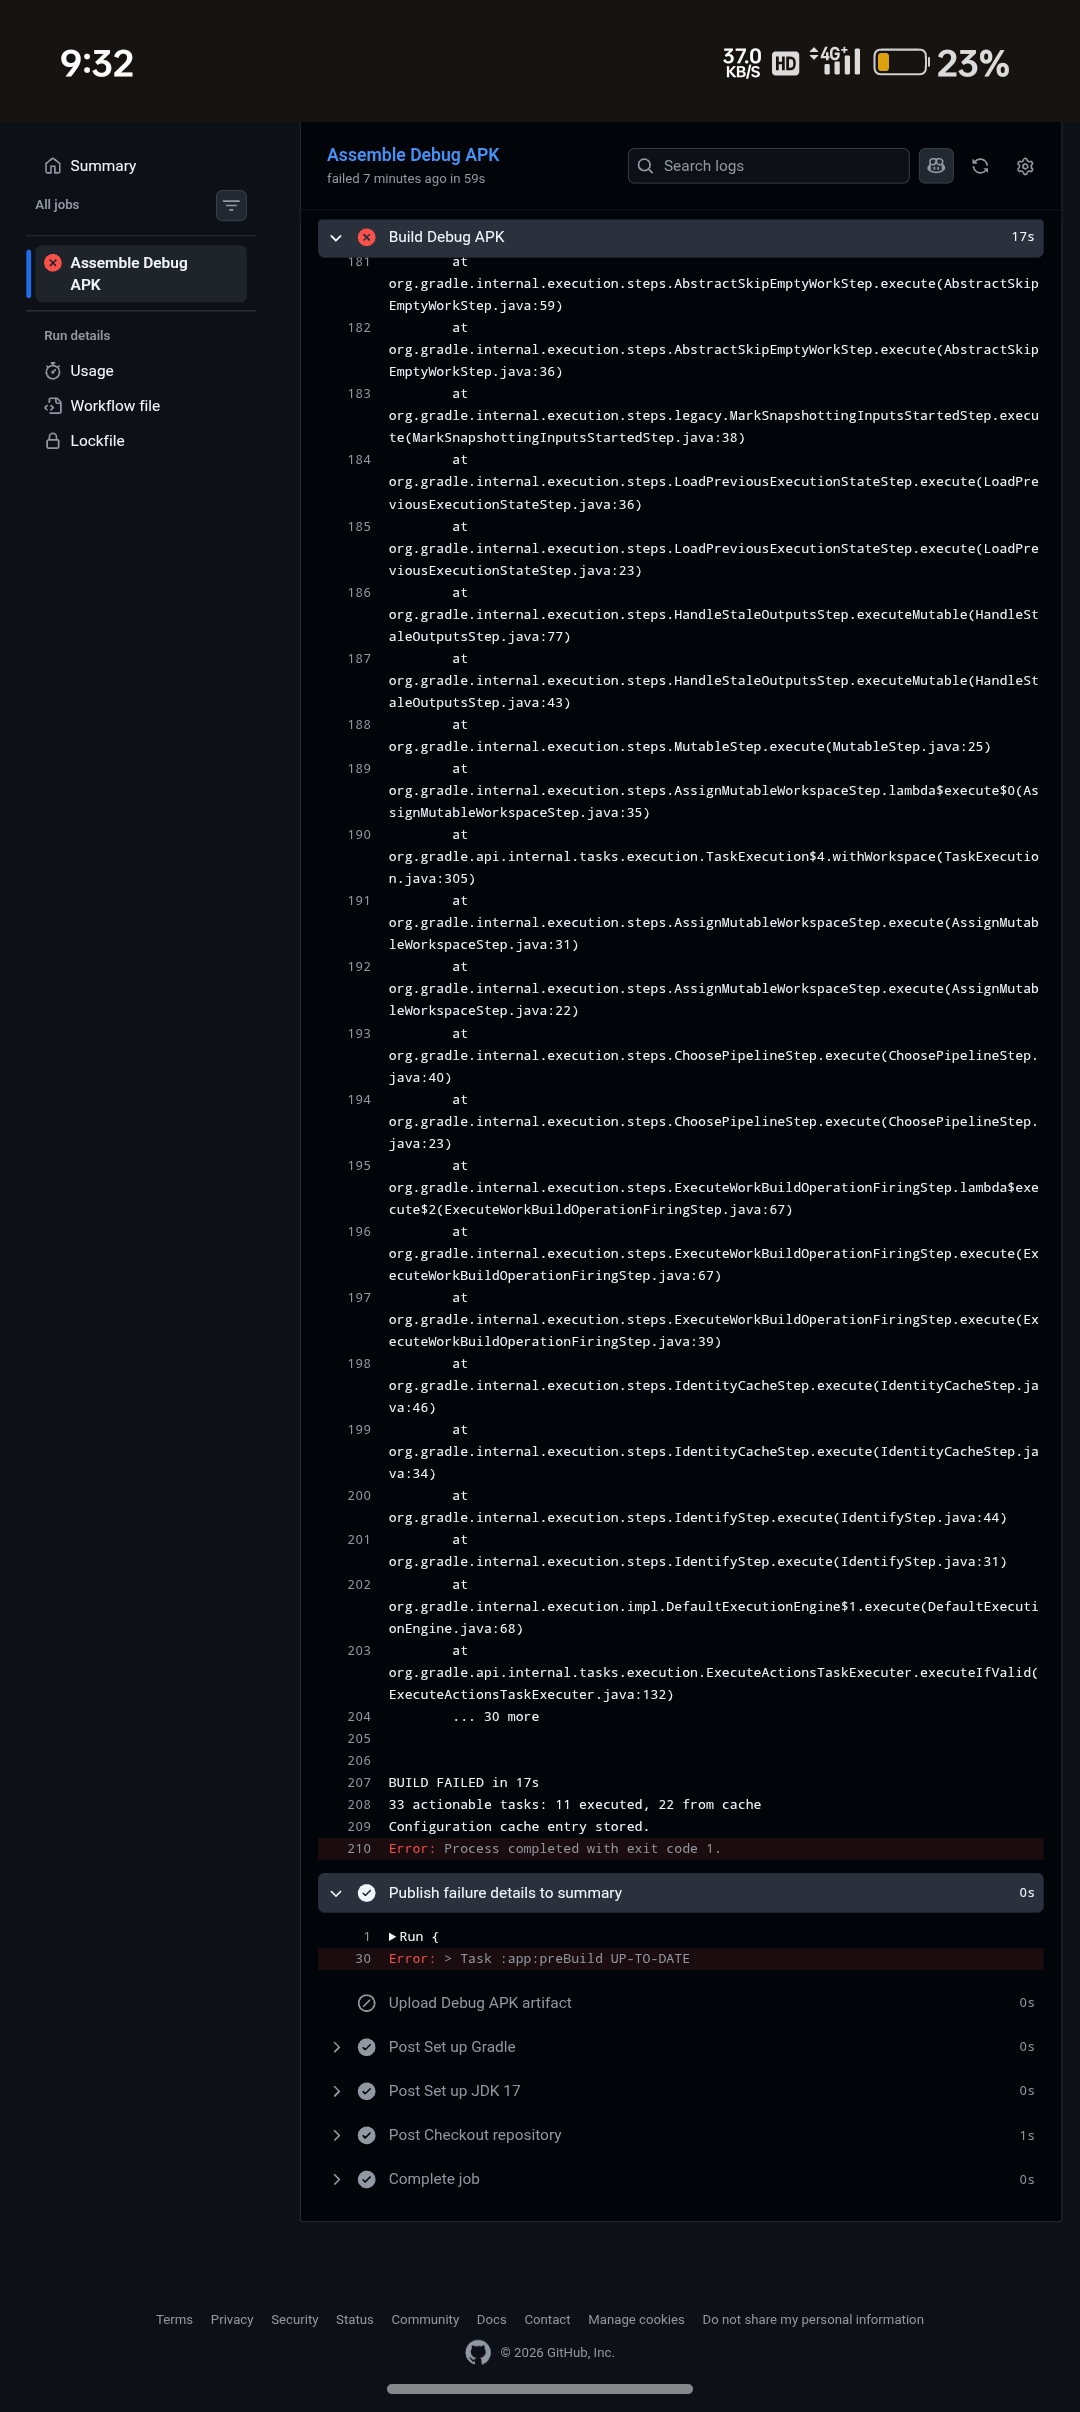 9:32
37.0 KB/S HD 4G+ 23%
Summary
All jobs
Assemble Debug
APK
Run details
Usage
Workflow file
Lockfile
Assemble Debug APK
failed 7 minutes ago in 59s
Search logs
Build Debug APK 17s
181 at
org.gradle.internal.execution.steps.AbstractSkipEmptyWorkStep.execute(AbstractSkip
EmptyWorkStep.java:59)
182 at
org.gradle.internal.execution.steps.AbstractSkipEmptyWorkStep.execute(AbstractSkip
EmptyWorkStep.java:36)
183 at
org.gradle.internal.execution.steps.legacy.MarkSnapshottingInputsStartedStep.execu
te(MarkSnapshottingInputsStartedStep.java:38)
184 at
org.gradle.internal.execution.steps.LoadPreviousExecutionStateStep.execute(LoadPre
viousExecutionStateStep.java:36)
185 at
org.gradle.internal.execution.steps.LoadPreviousExecutionStateStep.execute(LoadPre
viousExecutionStateStep.java:23)
186 at
org.gradle.internal.execution.steps.HandleStaleOutputsStep.executeMutable(HandleSt
aleOutputsStep.java:77)
187 at
org.gradle.internal.execution.steps.HandleStaleOutputsStep.executeMutable(HandleSt
aleOutputsStep.java:43)
188 at
org.gradle.internal.execution.steps.MutableStep.execute(MutableStep.java:25)
189 at
org.gradle.internal.execution.steps.AssignMutableWorkspaceStep.lambda$execute$0(As
signMutableWorkspaceStep.java:35)
190 at
org.gradle.api.internal.tasks.execution.TaskExecution$4.withWorkspace(TaskExecutio
n.java:305)
191 at
org.gradle.internal.execution.steps.AssignMutableWorkspaceStep.execute(AssignMutab
leWorkspaceStep.java:31)
192 at
org.gradle.internal.execution.steps.AssignMutableWorkspaceStep.execute(AssignMutab
leWorkspaceStep.java:22)
193 at
org.gradle.internal.execution.steps.ChoosePipelineStep.execute(ChoosePipelineStep.
java:40)
194 at
org.gradle.internal.execution.steps.ChoosePipelineStep.execute(ChoosePipelineStep.
java:23)
195 at
org.gradle.internal.execution.steps.ExecuteWorkBuildOperationFiringStep.lambda$exe
cute$2(ExecuteWorkBuildOperationFiringStep.java:67)
196 at
org.gradle.internal.execution.steps.ExecuteWorkBuildOperationFiringStep.execute(Ex
ecuteWorkBuildOperationFiringStep.java:67)
197 at
org.gradle.internal.execution.steps.ExecuteWorkBuildOperationFiringStep.execute(Ex
ecuteWorkBuildOperationFiringStep.java:39)
198 at
org.gradle.internal.execution.steps.IdentityCacheStep.execute(IdentityCacheStep.ja
va:46)
199 at
org.gradle.internal.execution.steps.IdentityCacheStep.execute(IdentityCacheStep.ja
va:34)
200 at
org.gradle.internal.execution.steps.IdentifyStep.execute(IdentifyStep.java:44)
201 at
org.gradle.internal.execution.steps.IdentifyStep.execute(IdentifyStep.java:31)
202 at
org.gradle.internal.execution.impl.DefaultExecutionEngine$1.execute(DefaultExecuti
onEngine.java:68)
203 at
org.gradle.api.internal.tasks.execution.ExecuteActionsTaskExecuter.executeIfValid(
ExecuteActionsTaskExecuter.java:132)
204 ... 30 more
205
206
207 BUILD FAILED in 17s
208 33 actionable tasks: 11 executed, 22 from cache
209 Configuration cache entry stored.
210 Error: Process completed with exit code 1.
Publish failure details to summary 0s
1 Run {
30 Error: > Task :app:preBuild UP-TO-DATE
Upload Debug APK artifact 0s
Post Set up Gradle 0s
Post Set up JDK 17 0s
Post Checkout repository 1s
Complete job 0s
Terms Privacy Security Status Community Docs Contact Manage cookies Do not share my personal information
© 2026 GitHub, Inc.